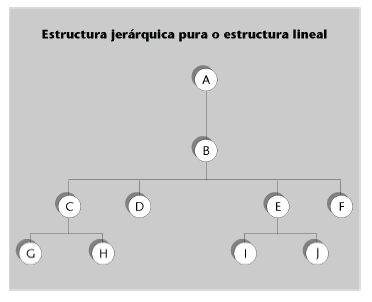 Estructura jerárquica pura o estructura lineal
A
B
C D E F
G H I J